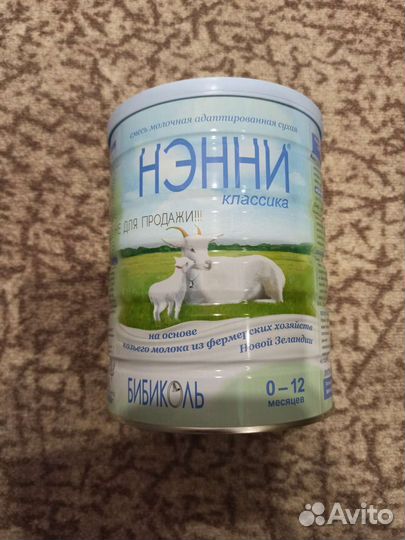 смесь молочная адаптированная сухая
НЭННИ
классика
НЕ ДЛЯ ПРОДАЖИ!!!
на основе
козьего молока из фермерских хозяйств
Новой Зеландии
БИБИКОЛЬ
0–12
месяцев
Avito